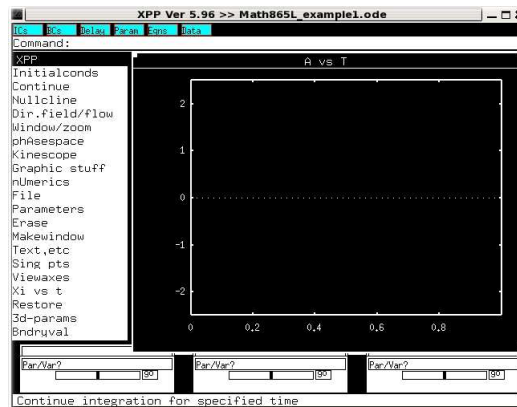 XPP Ver 5.96 >> Math865L_example1.ode
ICs BCs Delay Param Eqns Data
Command:
XPP
Initialconds
Continue
Nullcline
Dir.field/flow
Window/zoom
phAsespace
Kinescope
Graphic stuff
nUmerics
File
Parameters
Erase
Makewindow
Text,etc
Sing pts
Viewaxes
Xi vs t
Restore
3d-params
Bndryval
A vs T
2
1
0
-1
-2
0 0.2 0.4 0.6 0.8
Par/Var? Par/Var? Par/Var?
go go go
Continue integration for specified time